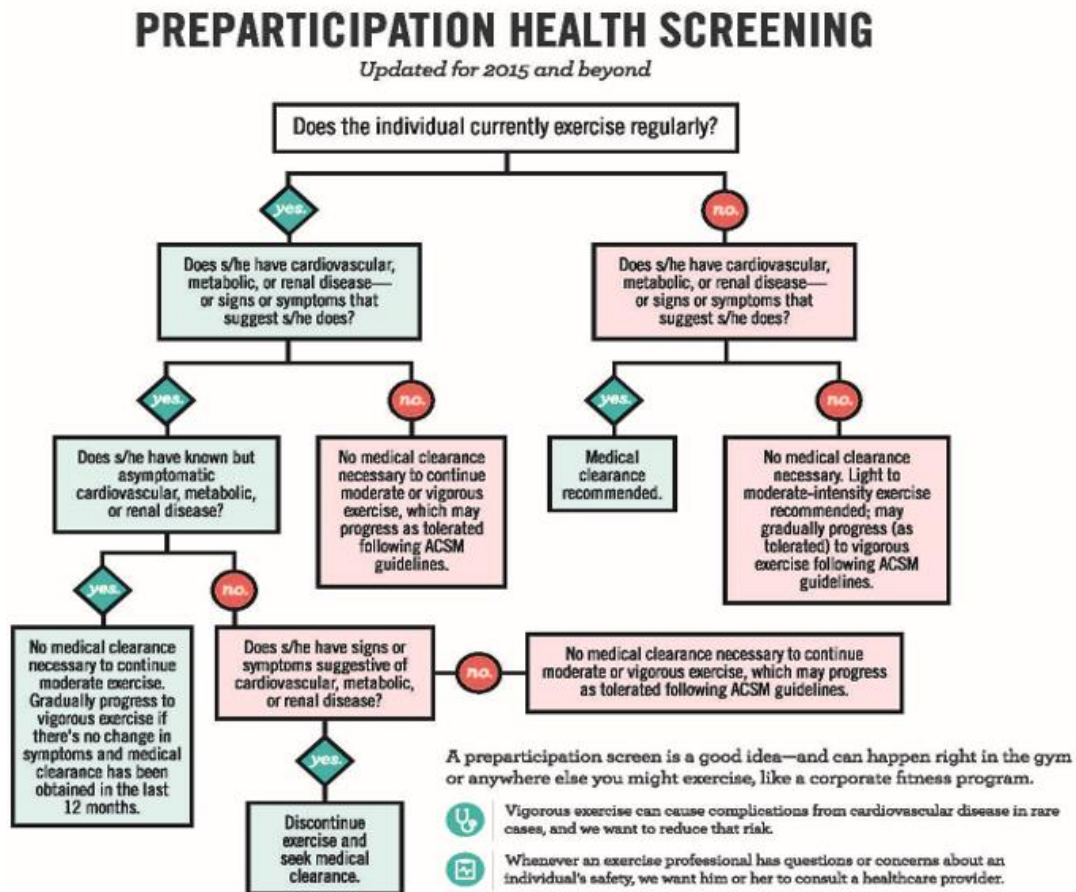 PREPARTICIPATION HEALTH SCREENING
Updated for 2015 and beyond
Does the individual currently exercise regularly?
yes.
no.
Does s/he have cardiovascular,
metabolic, or renal disease—
or signs or symptoms that
suggest s/he does?
Does s/he have cardiovascular,
metabolic, or renal disease—
or signs or symptoms that
suggest s/he does?
yes.
no.
yes.
no.
Does s/he have known but
asymptomatic
cardiovascular, metabolic,
or renal disease?
No medical clearance
necessary to continue
moderate or vigorous
exercise, which may
progress as tolerated
following ACSM
guidelines.
Medical
clearance
recommended.
No medical clearance
necessary. Light to
moderate-intensity exercise
recommended; may
gradually progress (as
tolerated) to vigorous
exercise following ACSM
guidelines.
yes.
no.
No medical clearance
necessary to continue
moderate exercise.
Gradually progress to
vigorous exercise if
there's no change in
symptoms and medical
clearance has been
obtained in the last
12 months.
Does s/he have signs or
symptoms suggestive of
cardiovascular, metabolic,
or renal disease?
no.
No medical clearance necessary to continue
moderate or vigorous exercise, which may progress
as tolerated following ACSM guidelines.
yes.
Discontinue
exercise and
seek medical
clearance.
A preparticipation screen is a good idea—and can happen right in the gym
or anywhere else you might exercise, like a corporate fitness program.
Vigorous exercise can cause complications from cardiovascular disease in rare
cases, and we want to reduce that risk.
Whenever an exercise professional has questions or concerns about an
individual's safety, we want him or her to consult a healthcare provider.